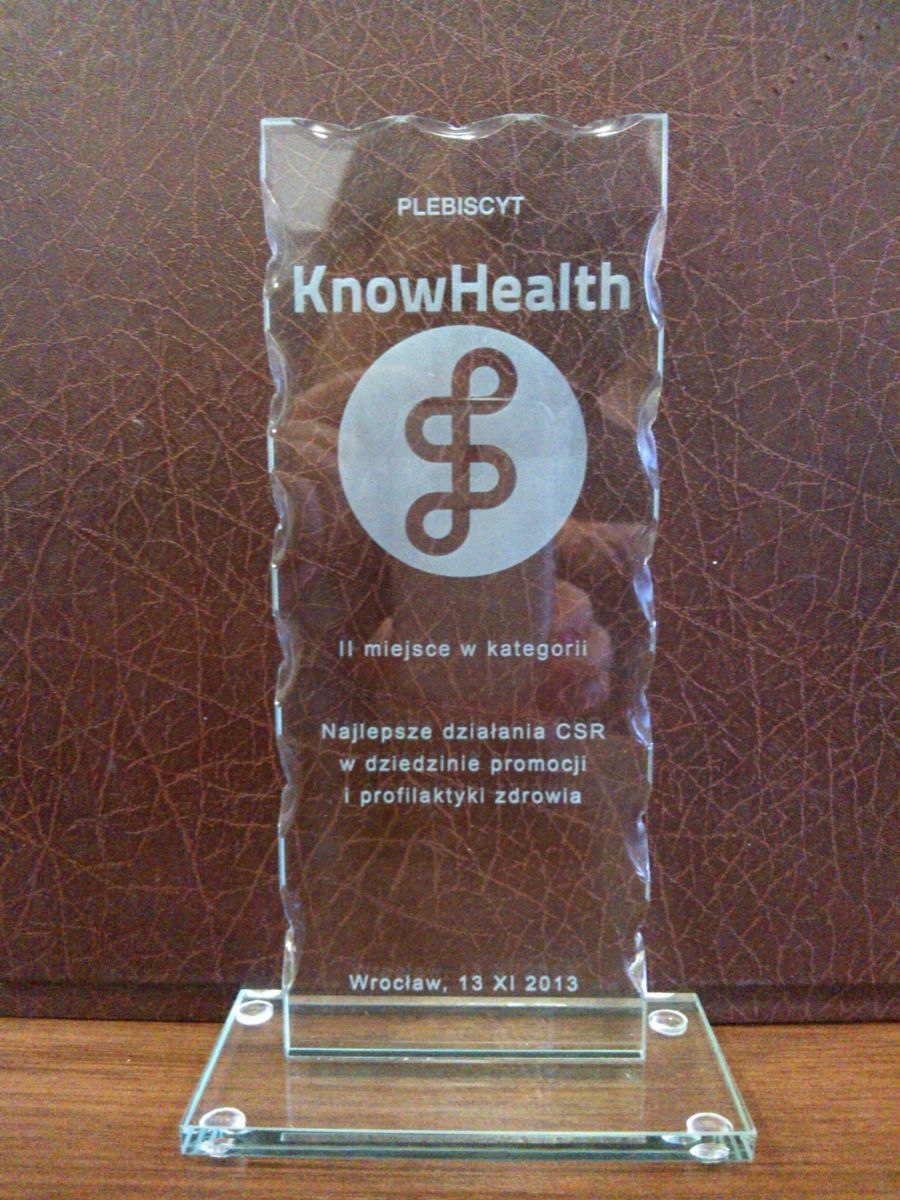 PLEBISCYT
KnowHealth
II miejsce w kategorii
Najlepsze działania CSR
w dziedzinie promocji
i profilaktyki zdrowia
Wrocław, 13 XI 2013